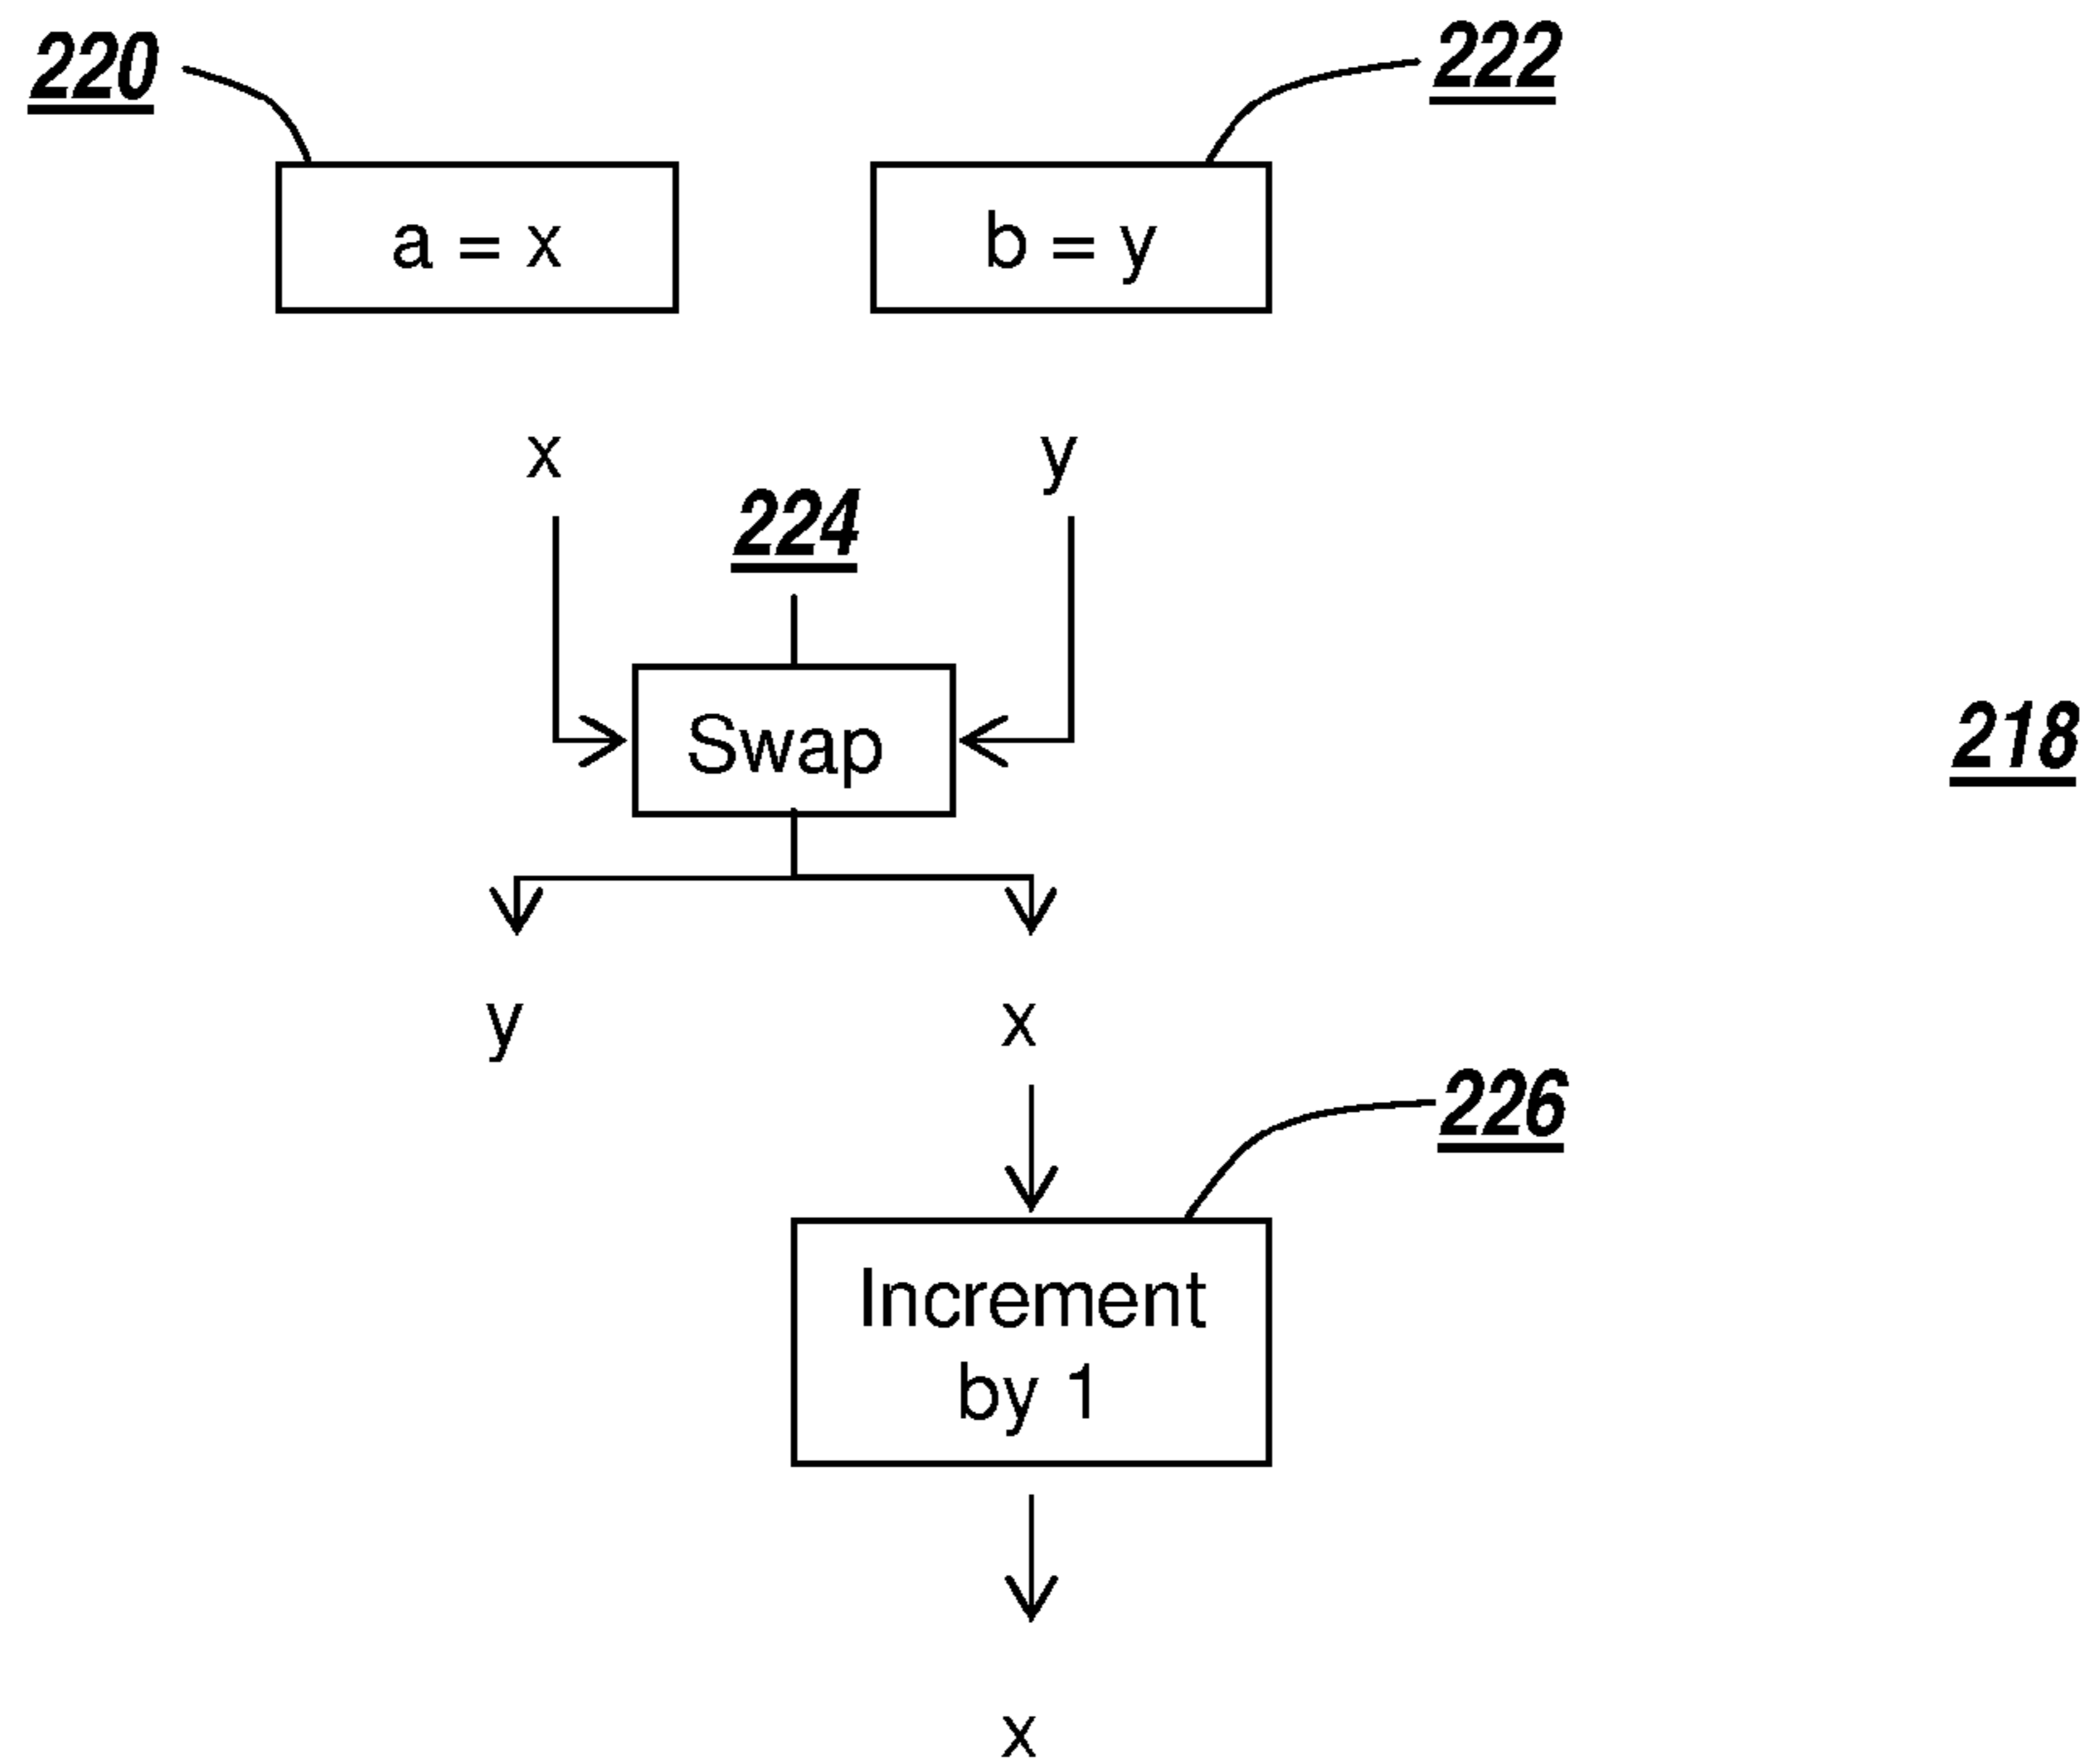 220
222
a = x
b = y
x
y
224
Swap
218
y
x
226
Increment
by 1
x